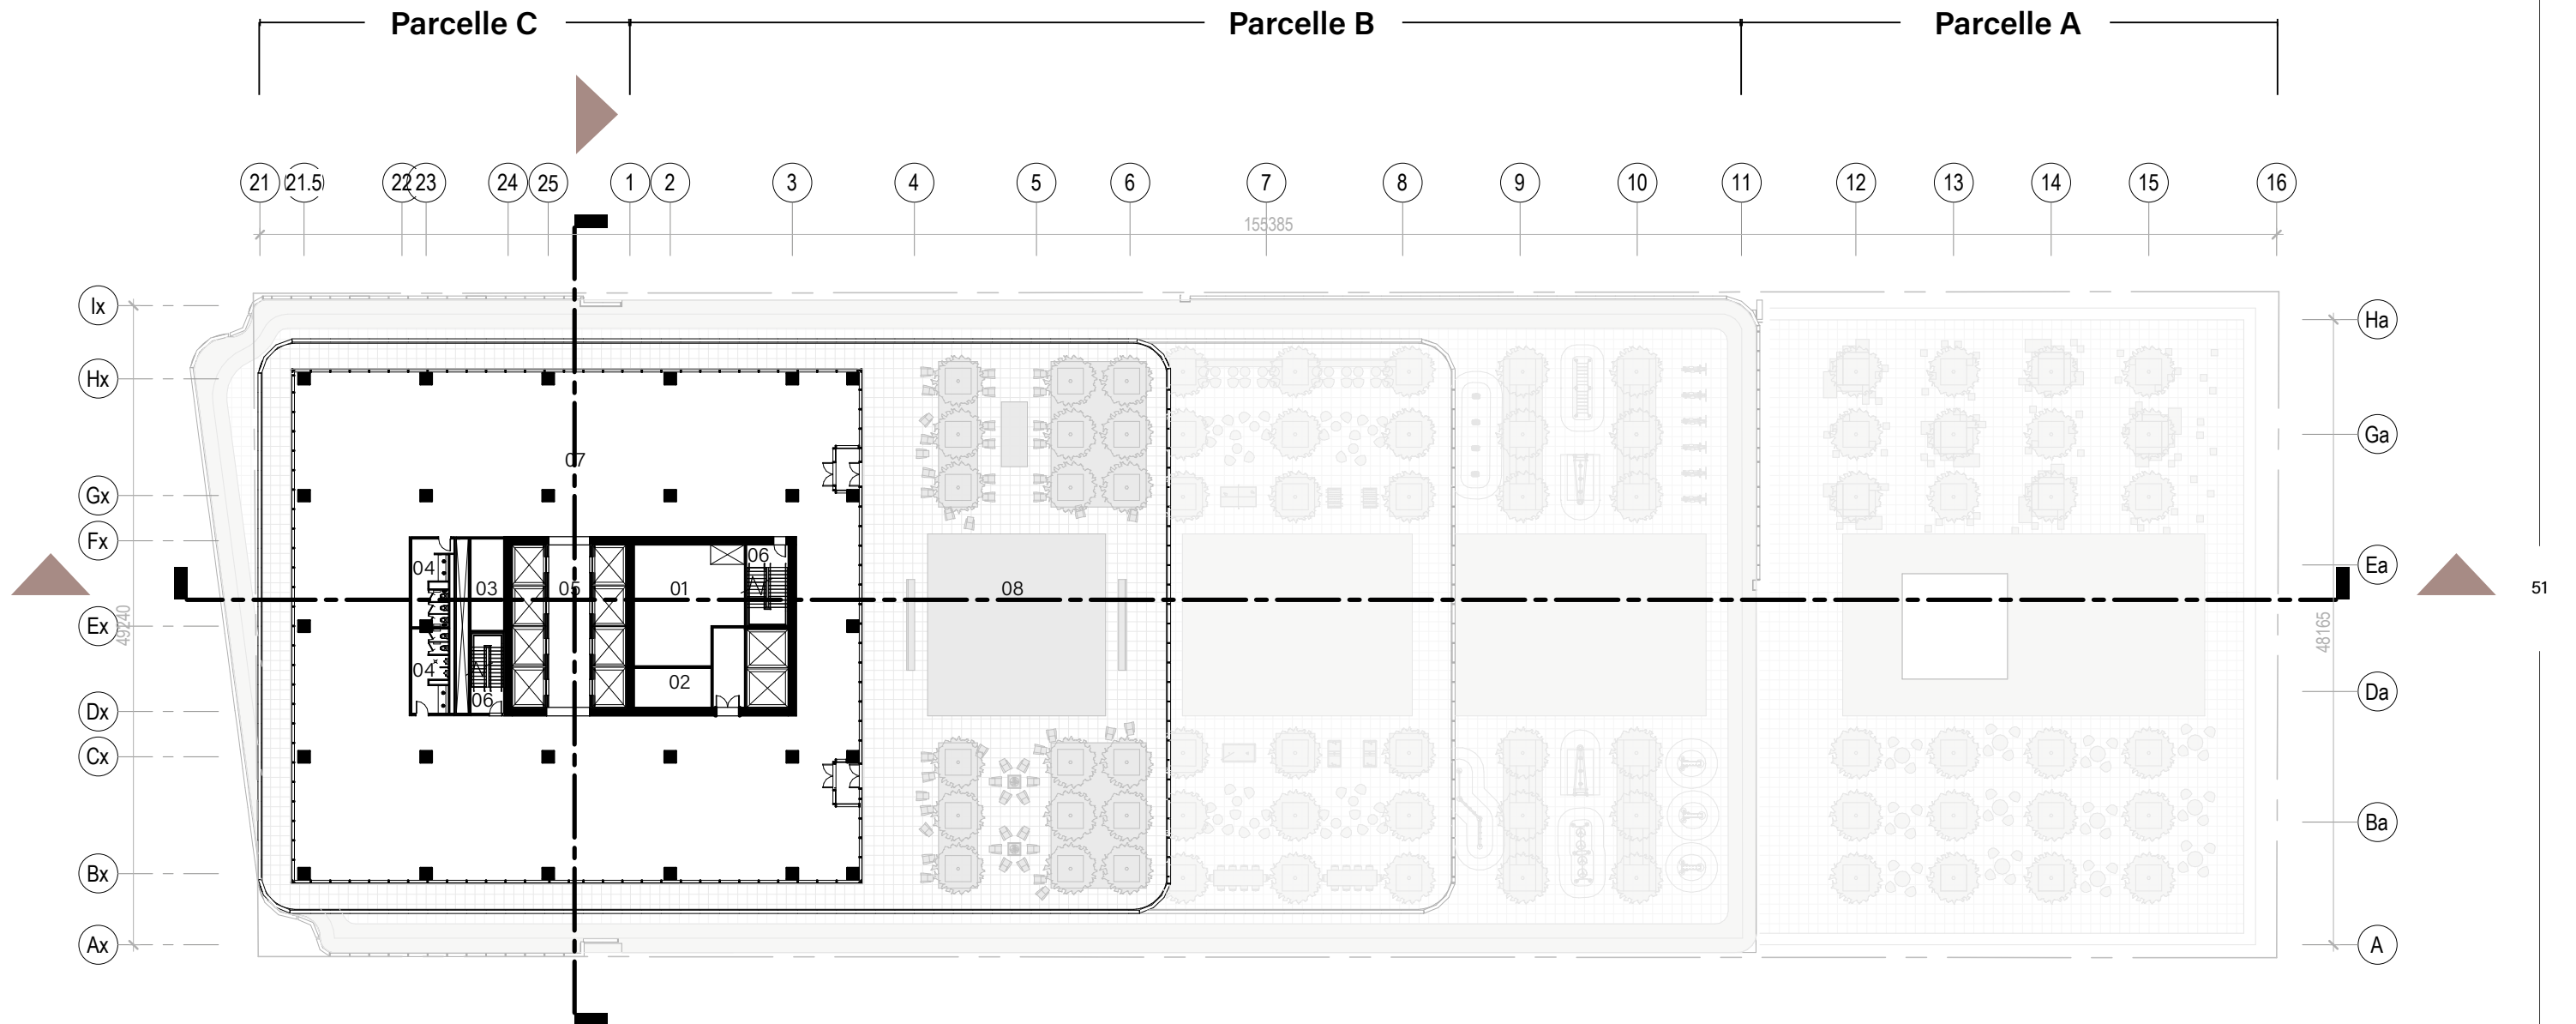 Parcelle C Parcelle B Parcelle A
21 21.5 22 23 24 25 1 2 3 4 5 6 7 8 9 10 11 12 13 14 15 16
155385
Ix Ha
Hx
Ga
07
Gx
Fx
06
04 Ea
03 05 01 08 51
Ex
49240 48165
04
02 Da
06
Dx
Cx
Ba
Bx
Ax A